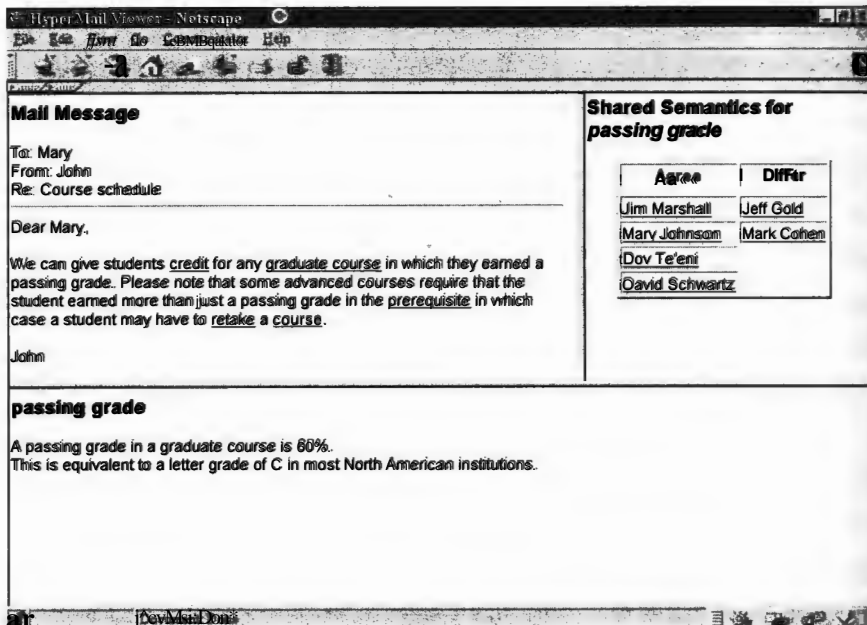 HyperMail Viewer - Netscape
File Edit View Go Help
Mail Message
To: Mary
From: John
Re: Course schedule
Dear Mary,
We can give students credit for any graduate course in which they earned a
passing grade. Please note that some advanced courses require that the
student earned more than just a passing grade in the prerequisite in which
case a student may have to retake a course.
John
Shared Semantics for
passing grade
Agree Differ
Jim Marshall Jeff Gold
Mary Johnson Mark Cohen
Dov Te'eni
David Schwartz
passing grade
A passing grade in a graduate course is 60%.
This is equivalent to a letter grade of C in most North American institutions.